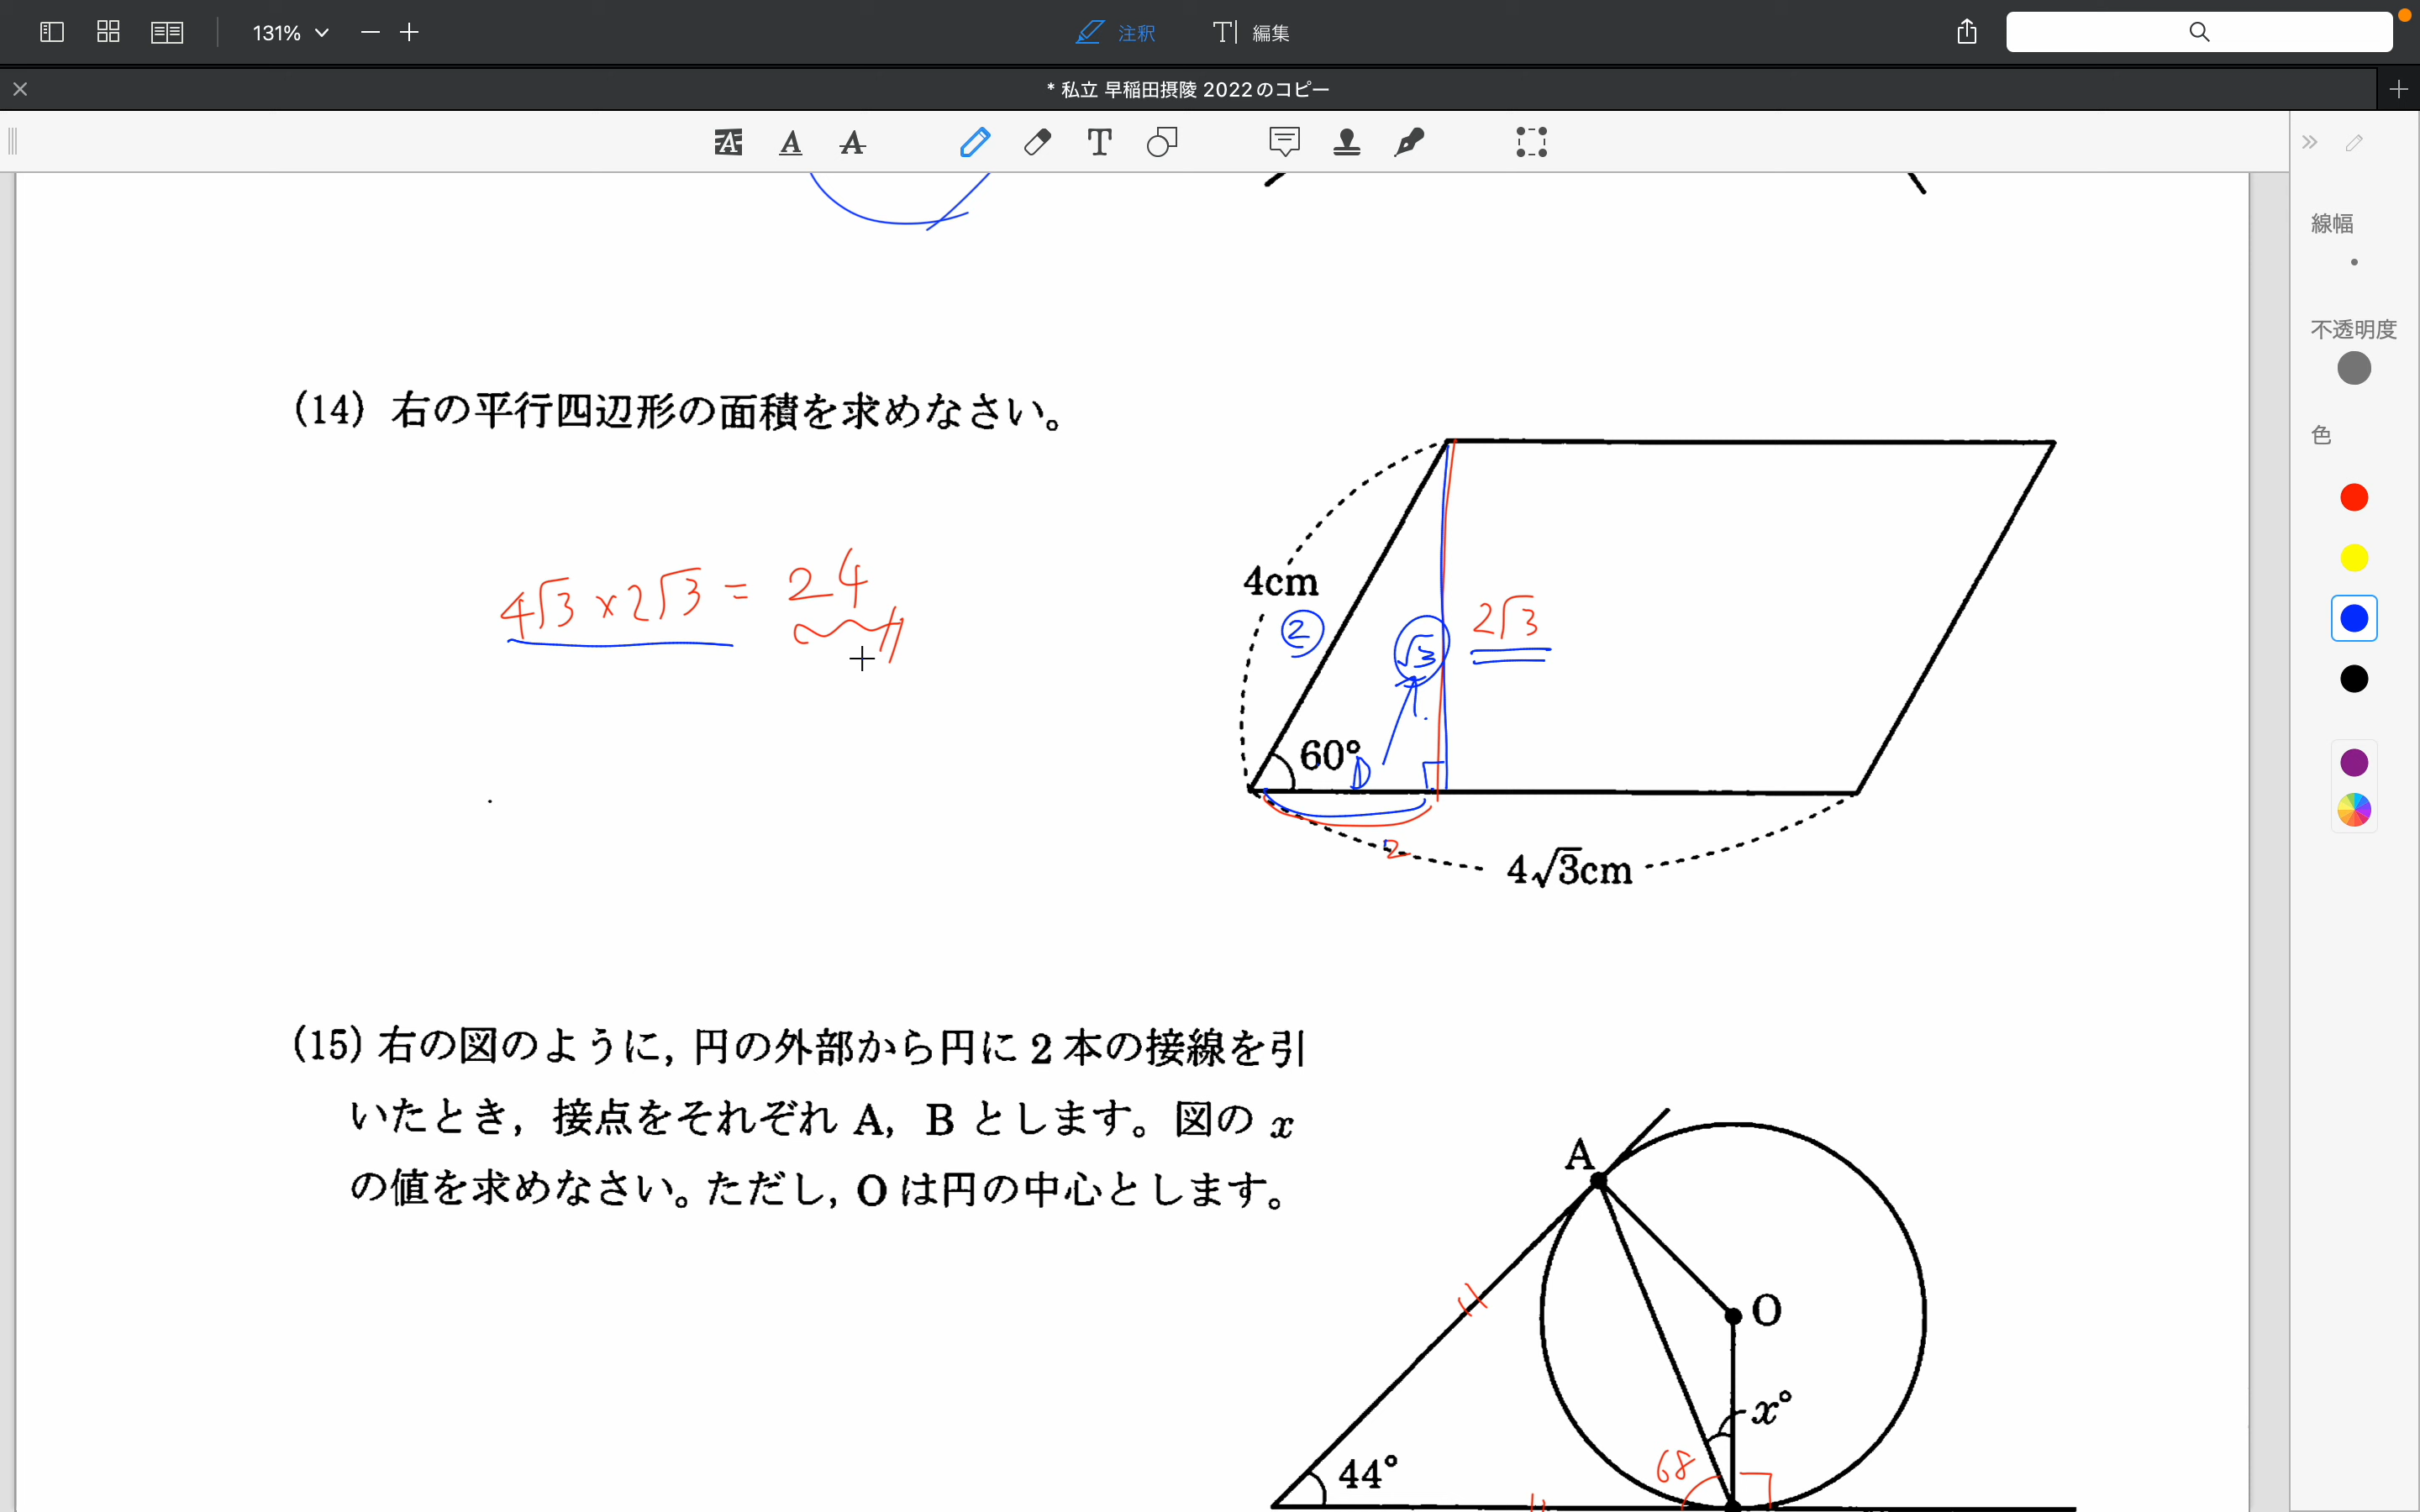 131%
注釈
編集
* 私立 早稲田摂陵 2022のコピー
線幅
不透明度
色
(14) 右の平行四辺形の面積を求めなさい。
4√3×2√3 = 24
4cm
②
√3
2√3
60°
①
2
4√3cm
(15) 右の図のように, 円の外部から円に 2 本の接線を引
いたとき, 接点をそれぞれ A, B とします。図の x
の値を求めなさい。ただし, O は円の中心とします。
A
O
x°
68
44°